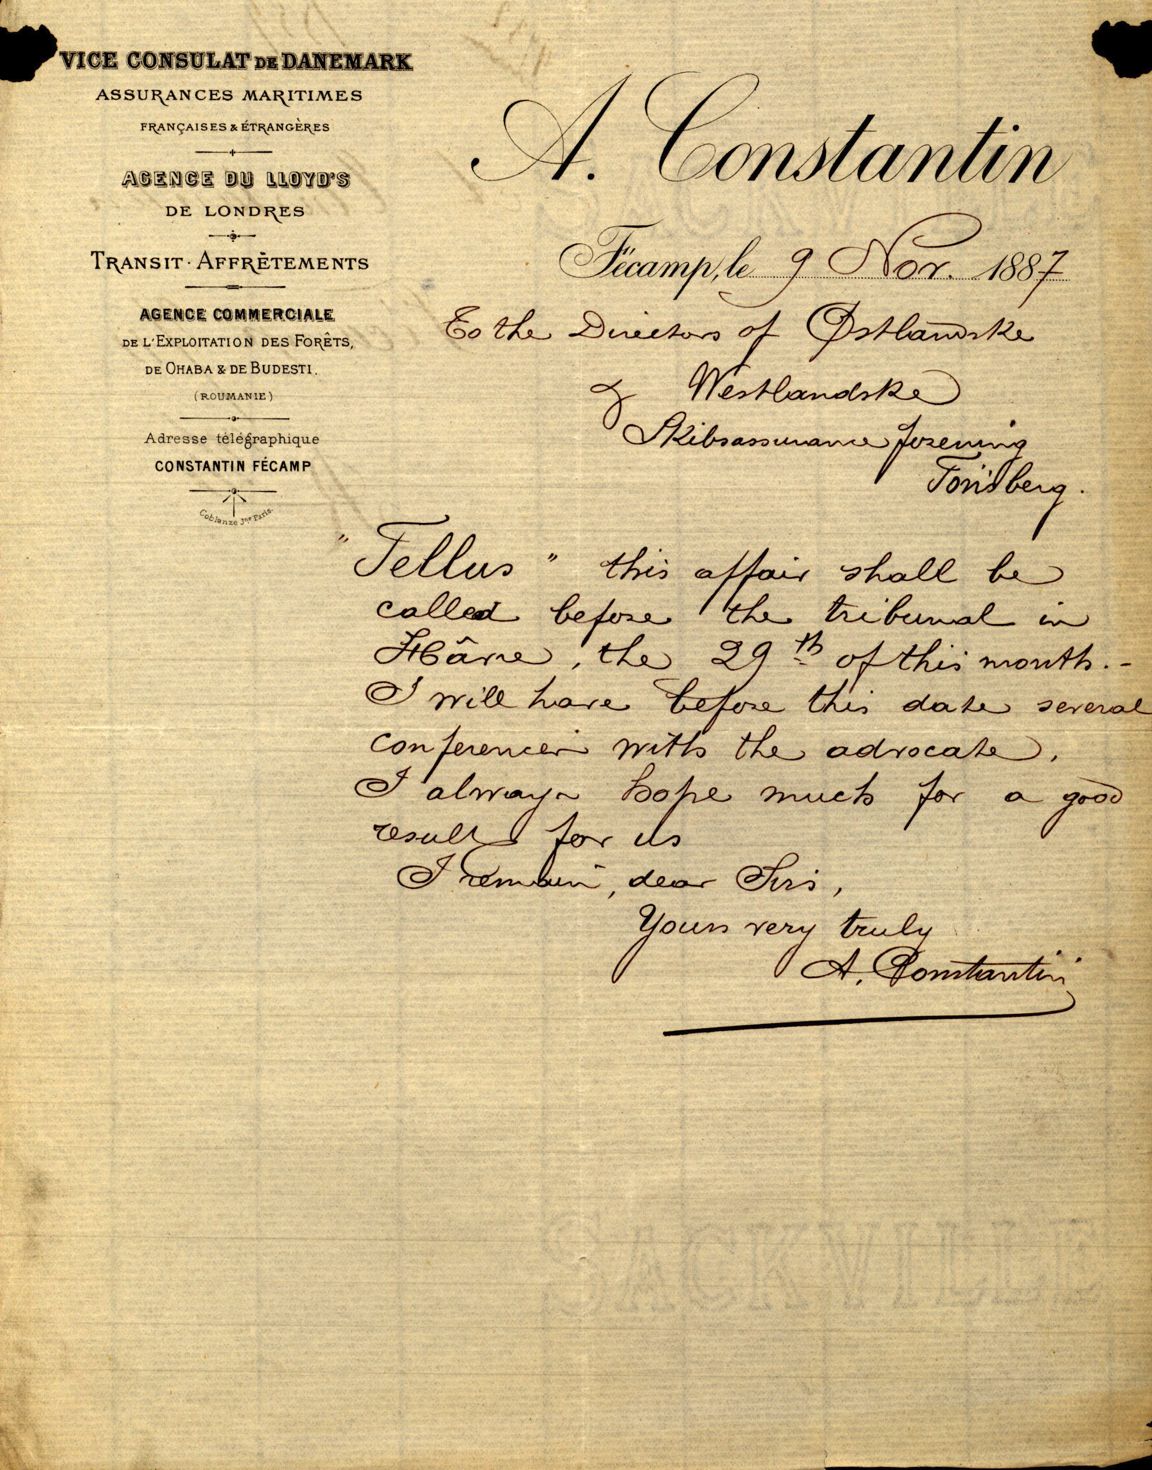 VICE CONSULAT DE DANEMARK
ASSURANCES MARITIMES
FRANÇAISES & ÉTRANGÈRES
AGENCE DU LLOYD'S
DE LONDRES
TRANSIT · AFFRÈTEMENTS
AGENCE COMMERCIALE
DE L'EXPLOITATION DES FORÊTS,
DE OHABA & DE BUDESTI.
(ROUMANIE)
Adresse télégraphique
CONSTANTIN FÉCAMP
Coblanze Jne Paris.
A. Constantin
Fécamp, le 9 Nov. 1887
To the Directors of Østlandske
& Westlandske
Skibsassurance forening
Tönsberg.
"Tellus" this affair shall be
called before the tribunal in
Hâvre, the 29th of this month. -
I will have before this date several
conferences with the advocate.
I always hope much for a good
result for us
I remain, dear Sirs,
Yours very truly
A. Constantin
SACKVILLE